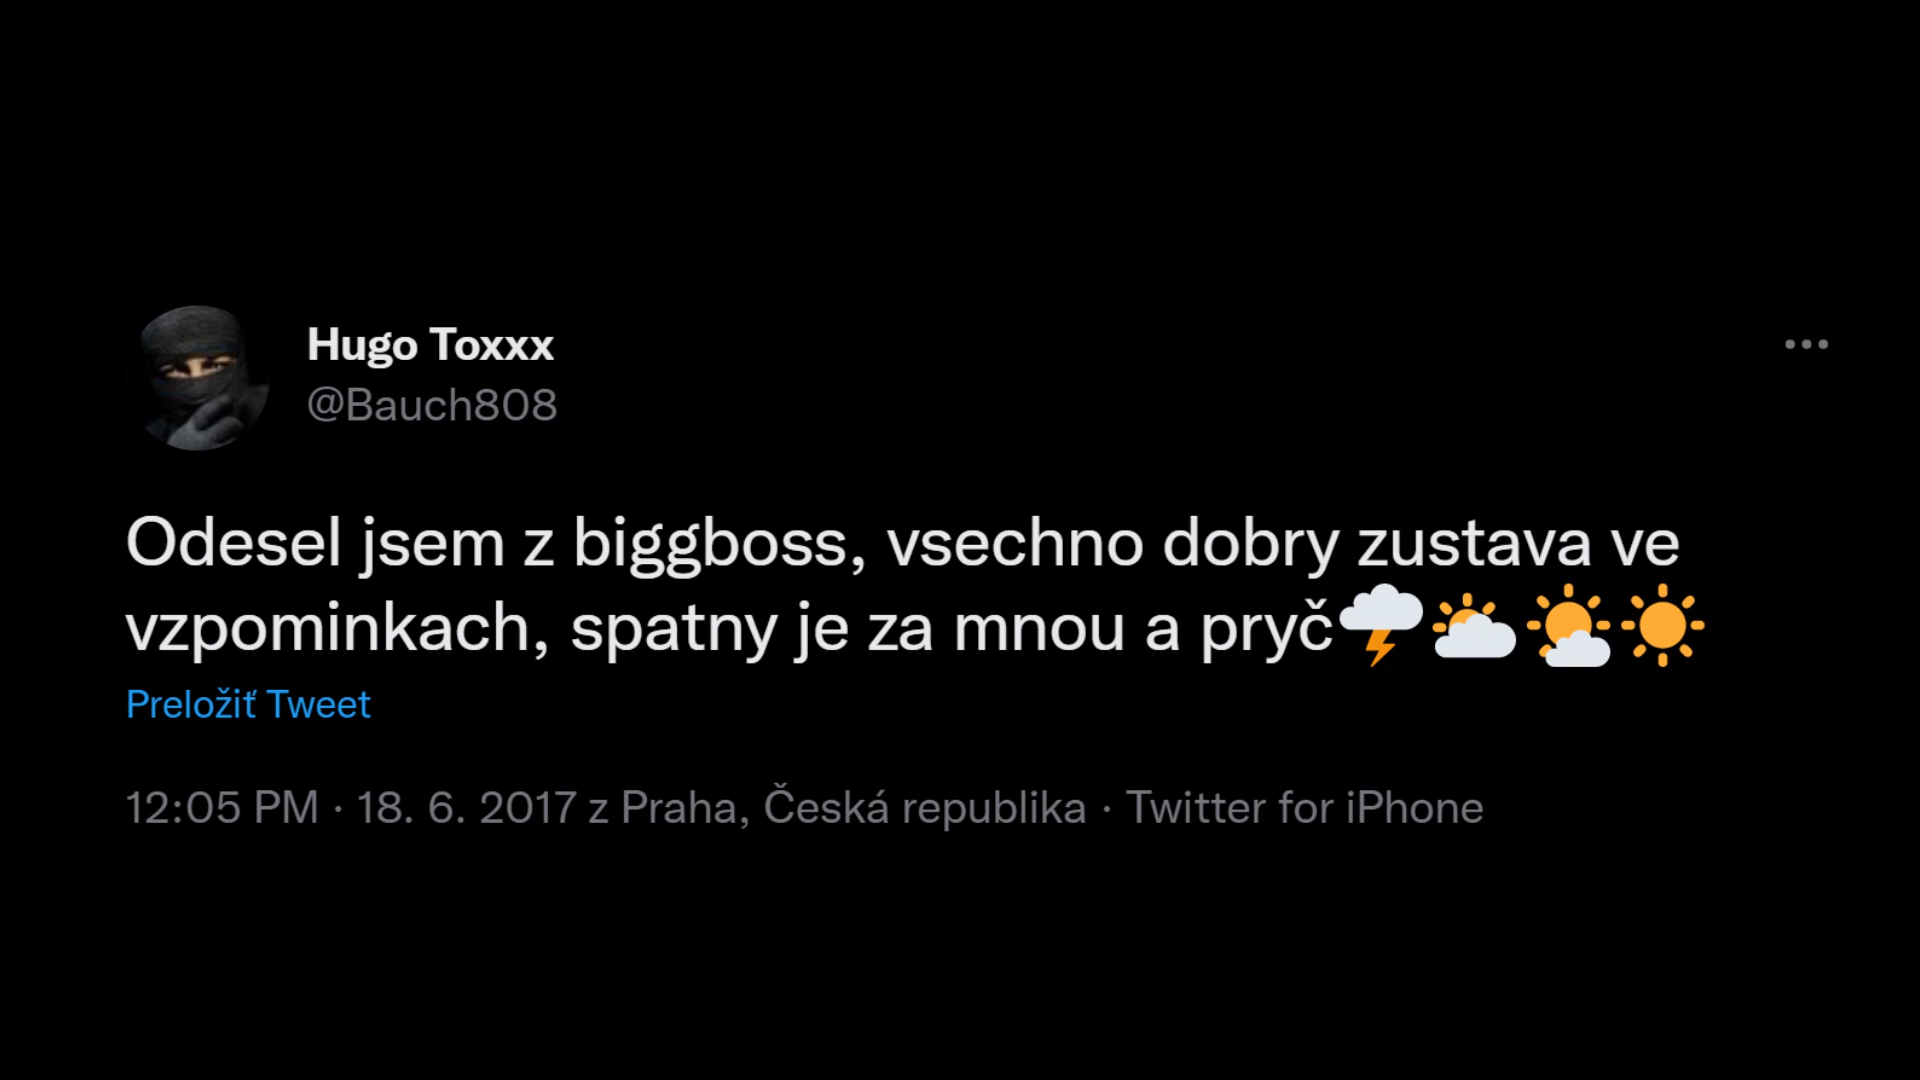 Hugo Toxxx
@Bauch808
Odesel jsem z biggboss, vsechno dobry zustava ve
vzpominkach, spatny je za mnou a pryč🌩️🌥️🌤️☀️
Preložiť Tweet
12:05 PM · 18. 6. 2017 z Praha, Česká republika · Twitter for iPhone